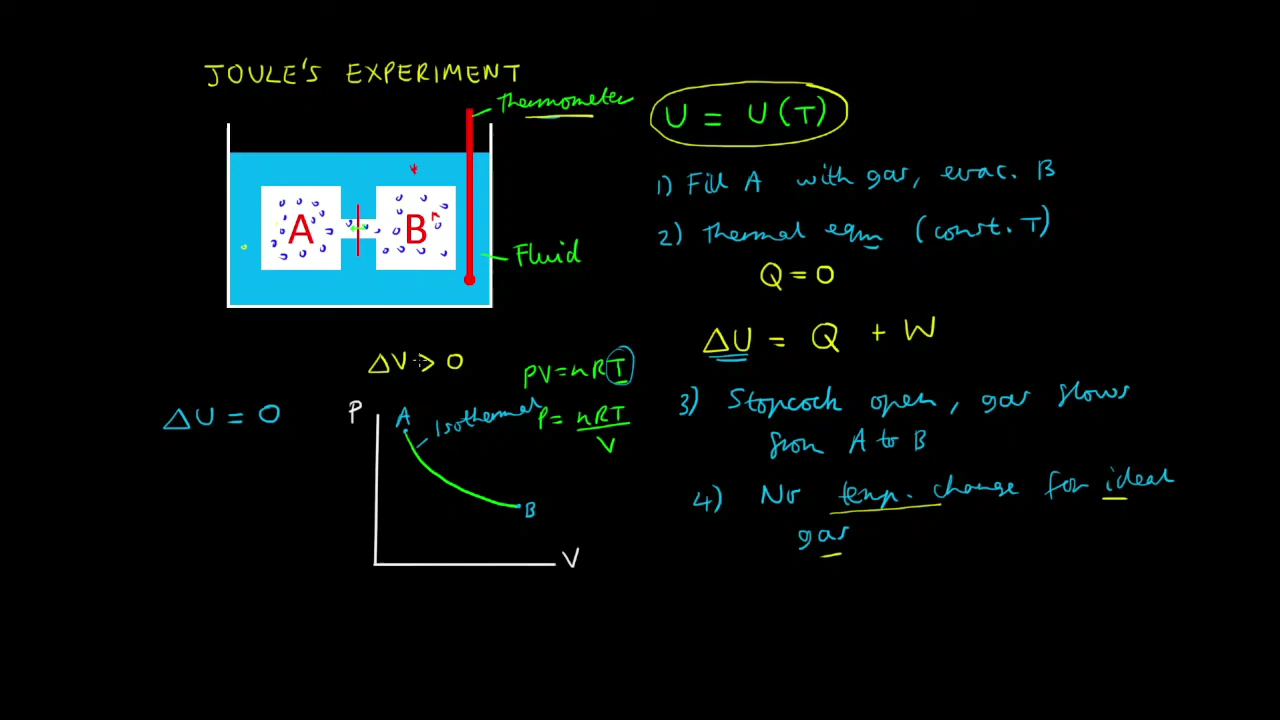 JOULE'S EXPERIMENT
thermometer
U = U(T)
1) Fill A with gas, evac. B
A B
2) thermal eqm (const. T)
Fluid
Q = 0
ΔU = Q + W
ΔV > 0
PV = nRT
3) Stopcock open, gas flows
from A to B
ΔU = 0
P
A
Isothermal
P = nRT
V
B
4) No temp. change for ideal
gas
V